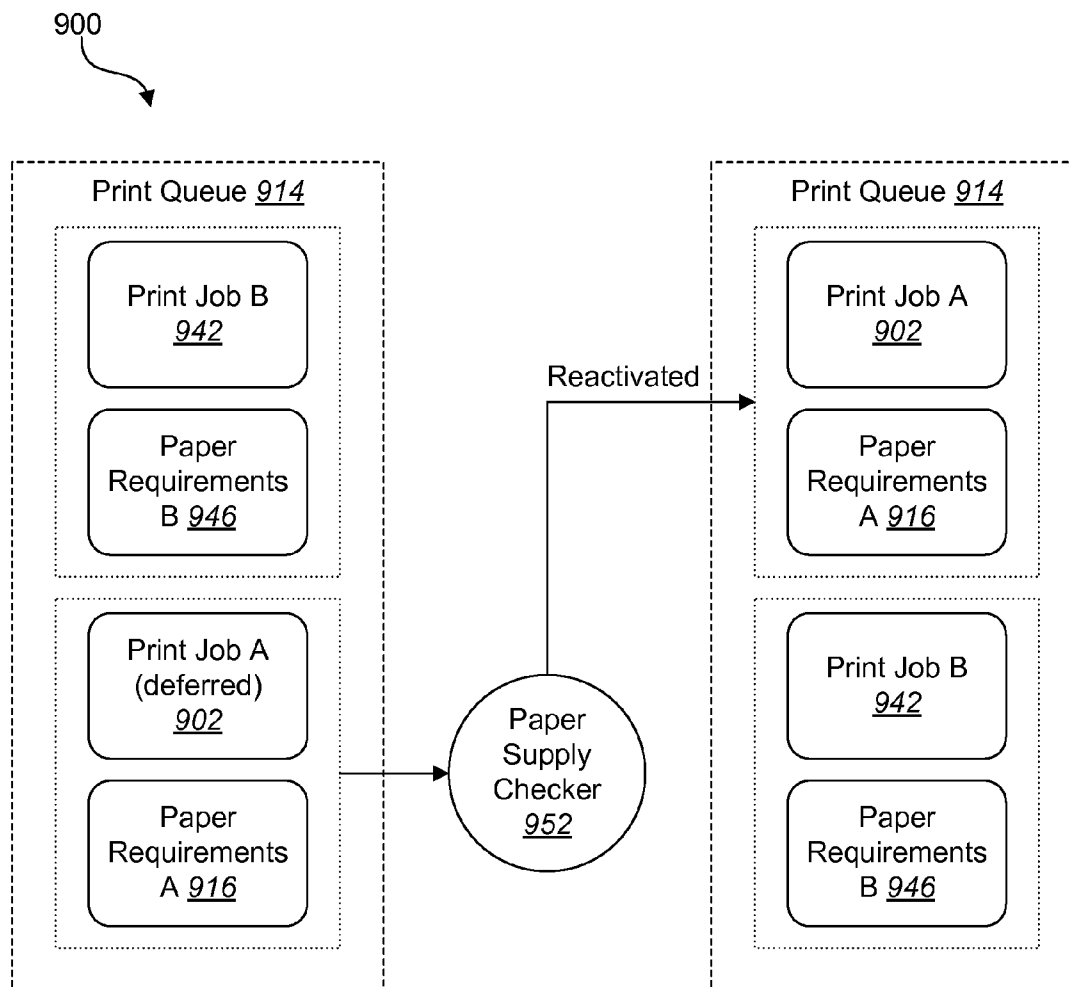 900
Print Queue 914
Print Job B
942
Paper
Requirements
B 946
Print Job A
(deferred)
902
Paper
Requirements
A 916
Paper
Supply
Checker
952
Reactivated
Print Queue 914
Print Job A
902
Paper
Requirements
A 916
Print Job B
942
Paper
Requirements
B 946